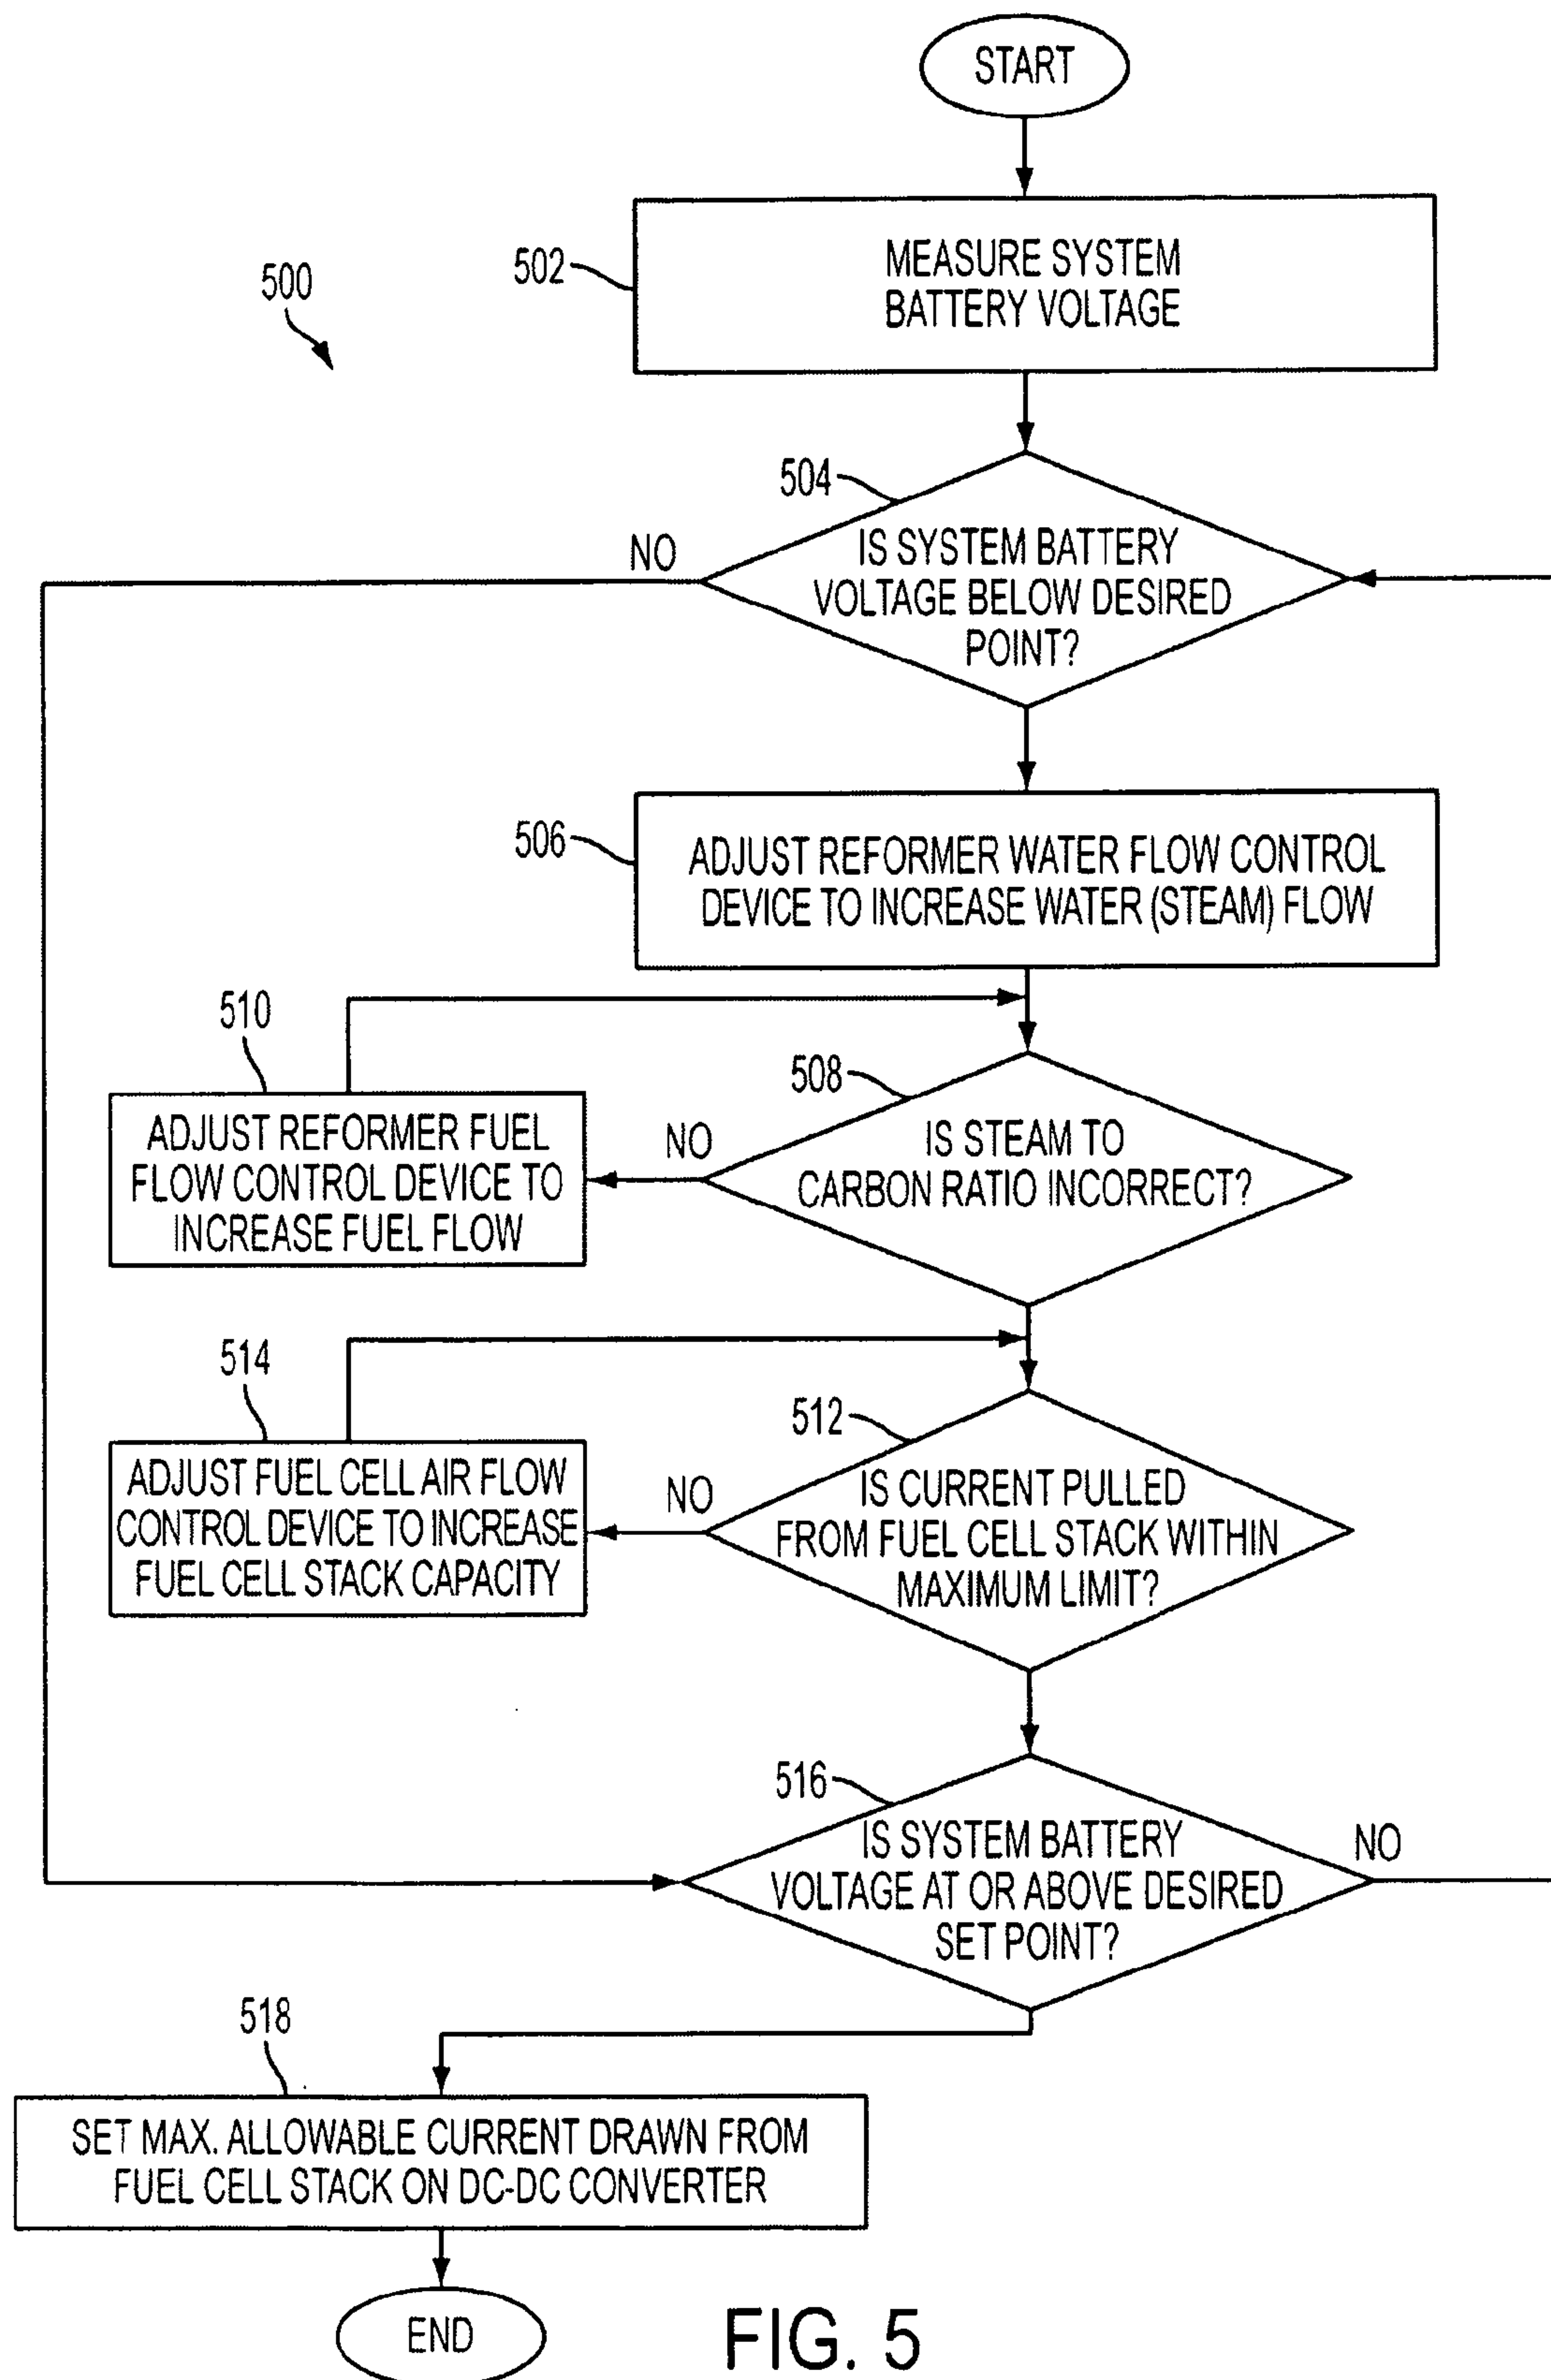 START
502
MEASURE SYSTEM
BATTERY VOLTAGE
500
504
IS SYSTEM BATTERY
VOLTAGE BELOW DESIRED
POINT?
NO
506
ADJUST REFORMER WATER FLOW CONTROL
DEVICE TO INCREASE WATER (STEAM) FLOW
510
ADJUST REFORMER FUEL
FLOW CONTROL DEVICE TO
INCREASE FUEL FLOW
NO
508
IS STEAM TO
CARBON RATIO INCORRECT?
514
ADJUST FUEL CELL AIR FLOW
CONTROL DEVICE TO INCREASE
FUEL CELL STACK CAPACITY
NO
512
IS CURRENT PULLED
FROM FUEL CELL STACK WITHIN
MAXIMUM LIMIT?
516
IS SYSTEM BATTERY
VOLTAGE AT OR ABOVE DESIRED
SET POINT?
NO
518
SET MAX. ALLOWABLE CURRENT DRAWN FROM
FUEL CELL STACK ON DC-DC CONVERTER
END
FIG. 5